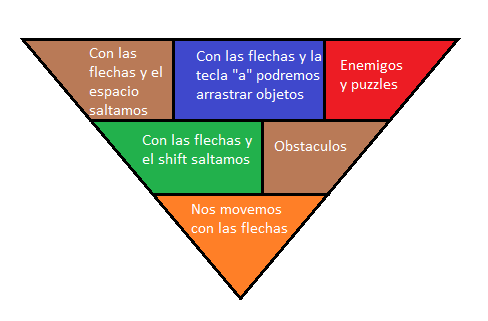 Con las
flechas y el
espacio
saltamos
Con las flechas y la
tecla "a" podremos
arrastrar objetos
Enemigos
y puzzles
Con las flechas y
el shift saltamos
Obstaculos
Nos movemos
con las flechas